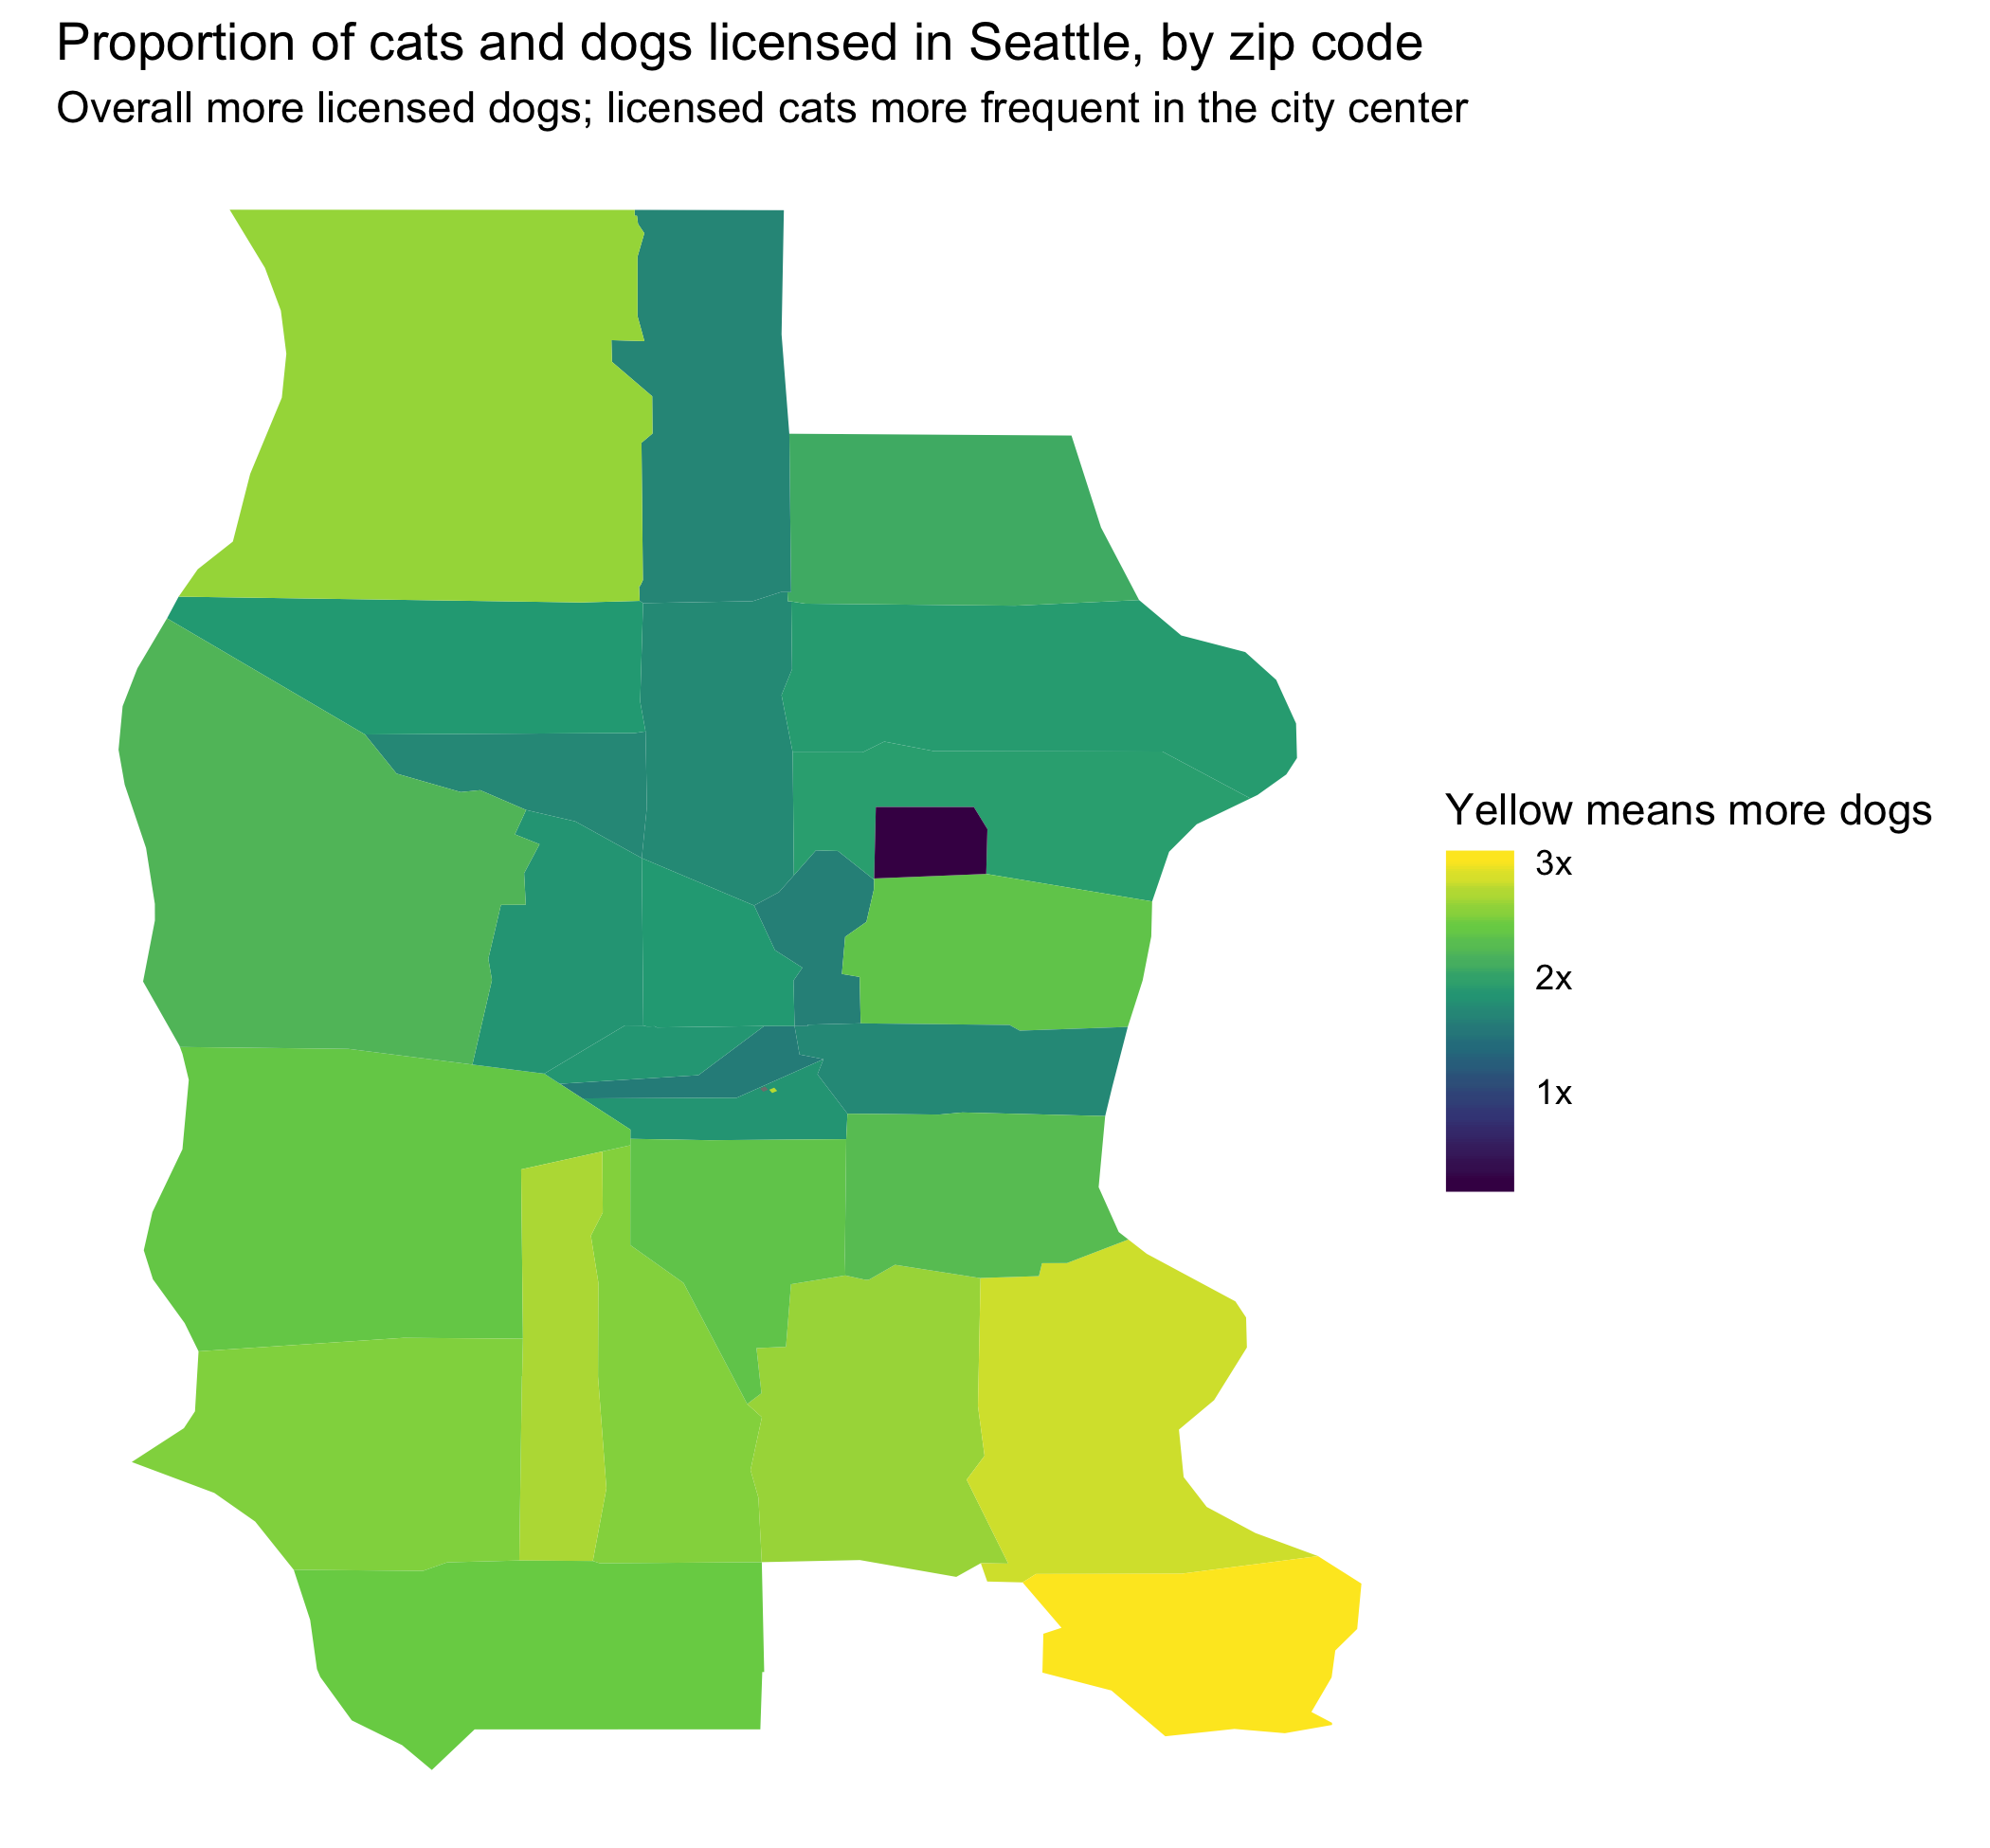 Proportion of cats and dogs licensed in Seattle, by zip code
Overall more licensed dogs; licensed cats more frequent in the city center
Yellow means more dogs
3x
2x
1x